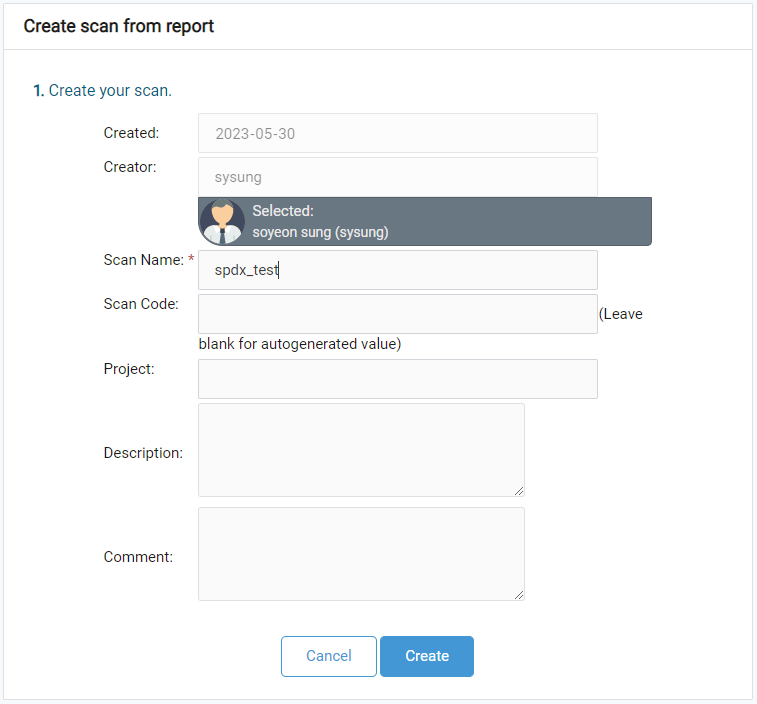 Create scan from report
1. Create your scan.
Created: 2023-05-30
Creator: sysung
Selected:
soyeon sung (sysung)
Scan Name: * spdx_test
Scan Code: (Leave
blank for autogenerated value)
Project:
Description:
Comment:
Cancel Create